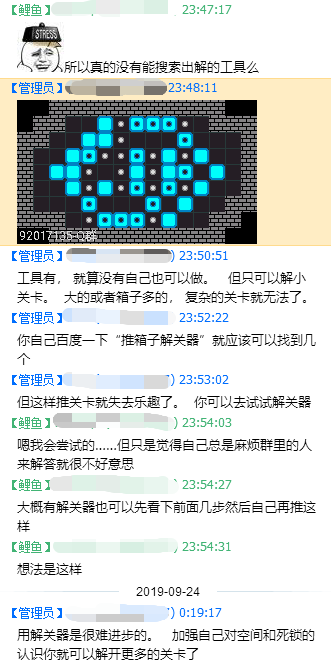 【鲤鱼】 23:47:17
STRESS
所以真的没有能搜索出解的工具么
【管理员】 23:48:11
92017135-Q群
【管理员】 23:50:51
工具有， 就算没有自己也可以做。 但只可以解小
关卡。 大的或者箱子多的， 复杂的关卡就无法了。
【管理员】 ) 23:52:22
你自己百度一下“推箱子解关器”就应该可以找到几
个
【管理员】 ) 23:53:02
但这样推关卡就失去乐趣了。 你可以去试试解关器
【鲤鱼】 ) 23:54:03
嗯我会尝试的......但只是觉得自己总是麻烦群里的人
来解答就很不好意思
【鲤鱼】 ) 23:54:27
大概有解关器也可以先看下前面几步然后自己再推这
样
【鲤鱼】 ) 23:54:31
想法是这样
2019-09-24
【管理员】 ) 0:19:17
用解关器是很难进步的。 加强自己对空间和死锁的
认识你就可以解开更多的关卡了